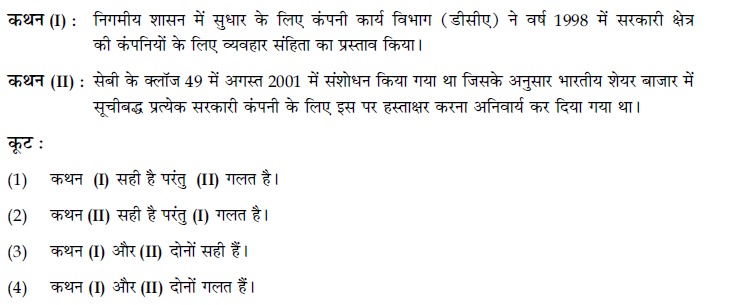 कथन (I) : निगमीय शासन में सुधार के लिए कंपनी कार्य विभाग (डीसीए) ने वर्ष 1998 में सरकारी क्षेत्र
की कंपनियों के लिए व्यवहार संहिता का प्रस्ताव किया।
कथन (II) : सेबी के क्लॉज 49 में अगस्त 2001 में संशोधन किया गया था जिसके अनुसार भारतीय शेयर बाजार में
सूचीबद्ध प्रत्येक सरकारी कंपनी के लिए इस पर हस्ताक्षर करना अनिवार्य कर दिया गया था।
कूट :
(1) कथन (I) सही है परंतु (II) गलत है।
(2) कथन (II) सही है परंतु (I) गलत है।
(3) कथन (I) और (II) दोनों सही हैं।
(4) कथन (I) और (II) दोनों गलत हैं।